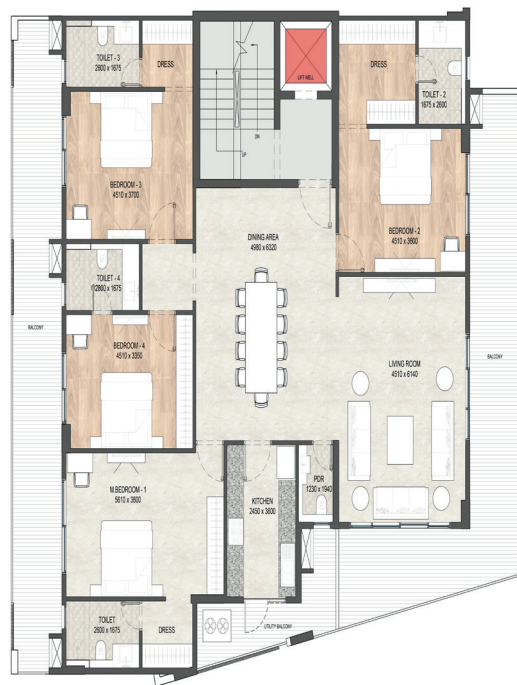 TOILET - 3
2600 x 1675
DRESS
LIFT WELL
DRESS
TOILET - 2
1675 x 2600
DN
UP
BEDROOM - 3
4510 x 3700
BEDROOM - 2
4510 x 3600
DINING AREA
4980 x 6320
TOILET - 4
2600 x 1675
BALCONY
BEDROOM - 4
4510 x 3350
LIVING ROOM
4510 x 6140
BALCONY
M.BEDROOM - 1
5610 x 3600
KITCHEN
2450 x 3800
PDR
1230 x 1940
TOILET
2600 x 1675
DRESS
UTILITY BALCONY